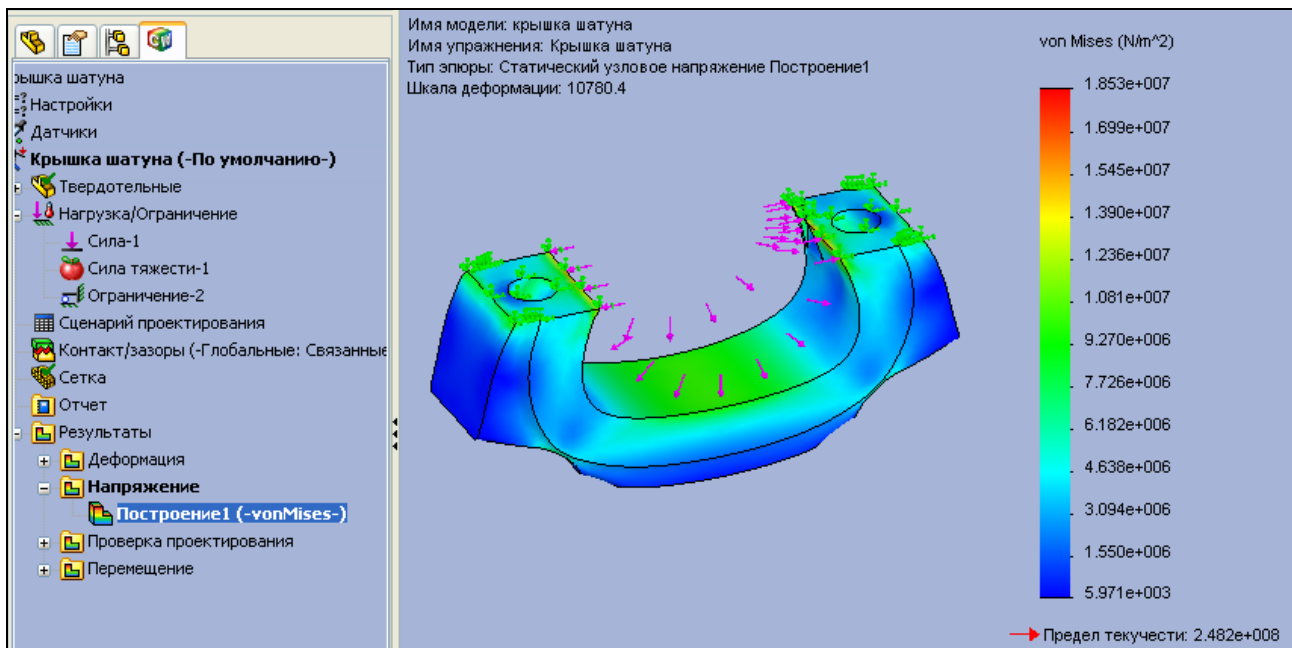 рышка шатуна
Настройки
Датчики
Крышка шатуна (-По умолчанию-)
Твердотельные
Нагрузка/Ограничение
Сила-1
Сила тяжести-1
Ограничение-2
Сценарий проектирования
Контакт/зазоры (-Глобальные: Связанные
Сетка
Отчет
Результаты
Деформация
Напряжение
Построение1 (-vonMises-)
Проверка проектирования
Перемещение
Имя модели: крышка шатуна
Имя упражнения: Крышка шатуна
Тип эпюры: Статический узловое напряжение Построение1
Шкала деформации: 10780.4
von Mises (N/m^2)
1.853e+007
1.699e+007
1.545e+007
1.390e+007
1.236e+007
1.081e+007
9.270e+006
7.726e+006
6.182e+006
4.638e+006
3.094e+006
1.550e+006
5.971e+003
Предел текучести: 2.482e+008